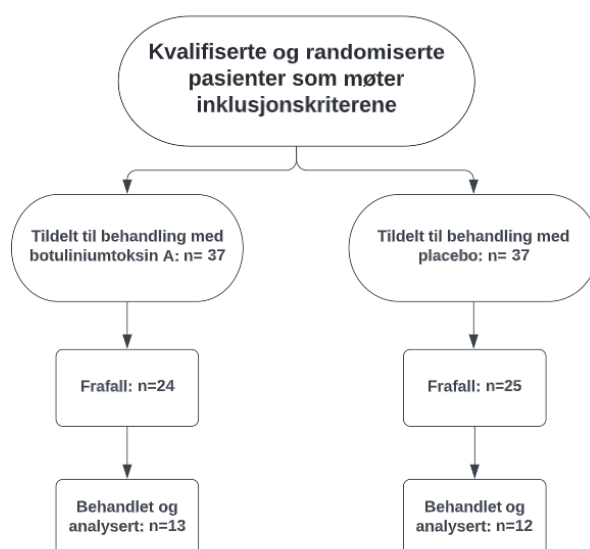 Kvalifiserte og randomiserte
pasienter som møter
inklusjonskriterene
Tildelt til behandling med
botuliniumtoksin A: n= 37
Tildelt til behandling med
placebo: n= 37
Frafall: n=24
Frafall: n=25
Behandlet og
analysert: n=13
Behandlet og
analysert: n=12